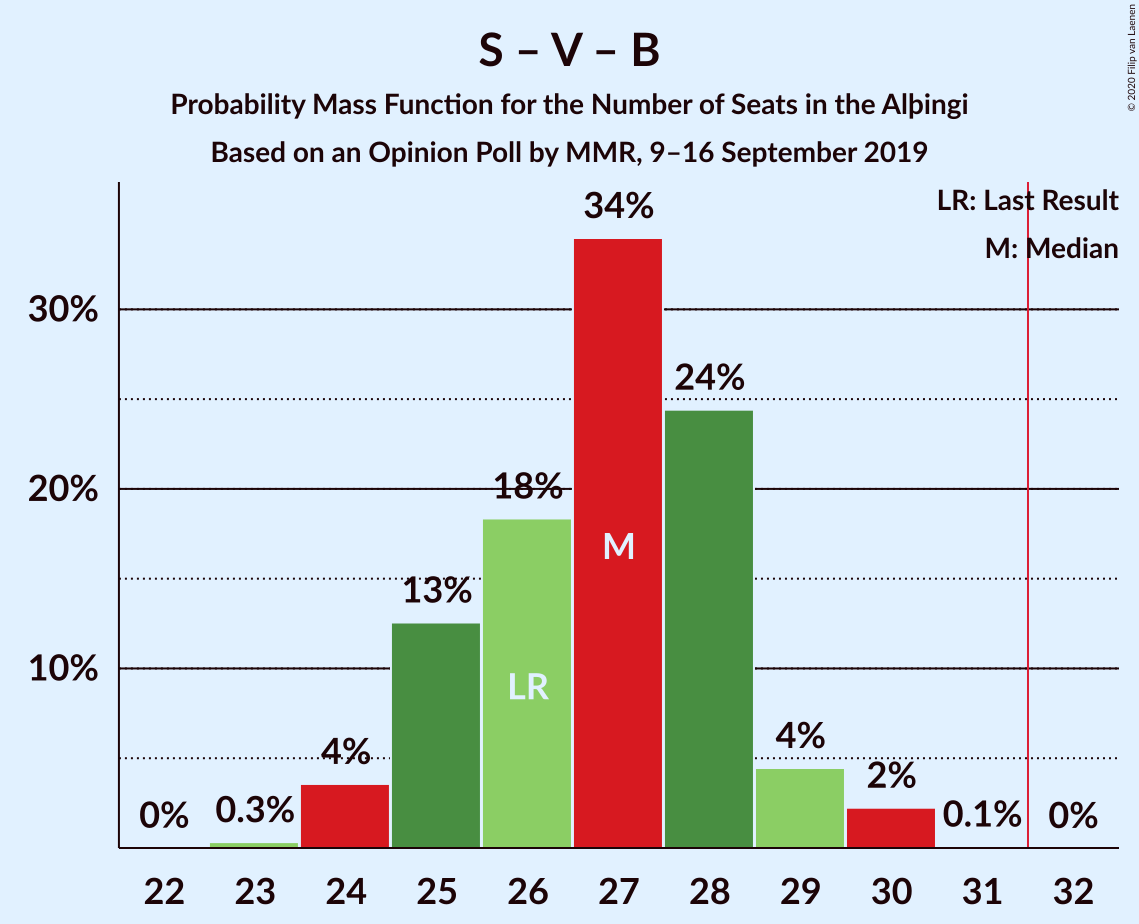 S – V – B
Probability Mass Function for the Number of Seats in the Alþingi
Based on an Opinion Poll by MMR, 9–16 September 2019
© 2020 Filip van Laenen
LR: Last Result
M: Median
34%
30%
24%
20%
18%
M
13%
10%
LR
4%
4%
2%
0%
0.3%
0.1%
0%
22 23 24 25 26 27 28 29 30 31 32